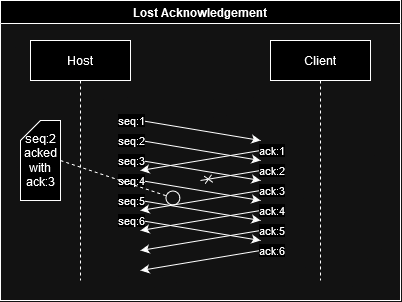 Lost Acknowledgement
Host
Client
seq:1
seq:2
seq:3
seq:4
seq:5
seq:6
ack:1
ack:2
ack:3
ack:4
ack:5
ack:6
seq:2
acked
with
ack:3